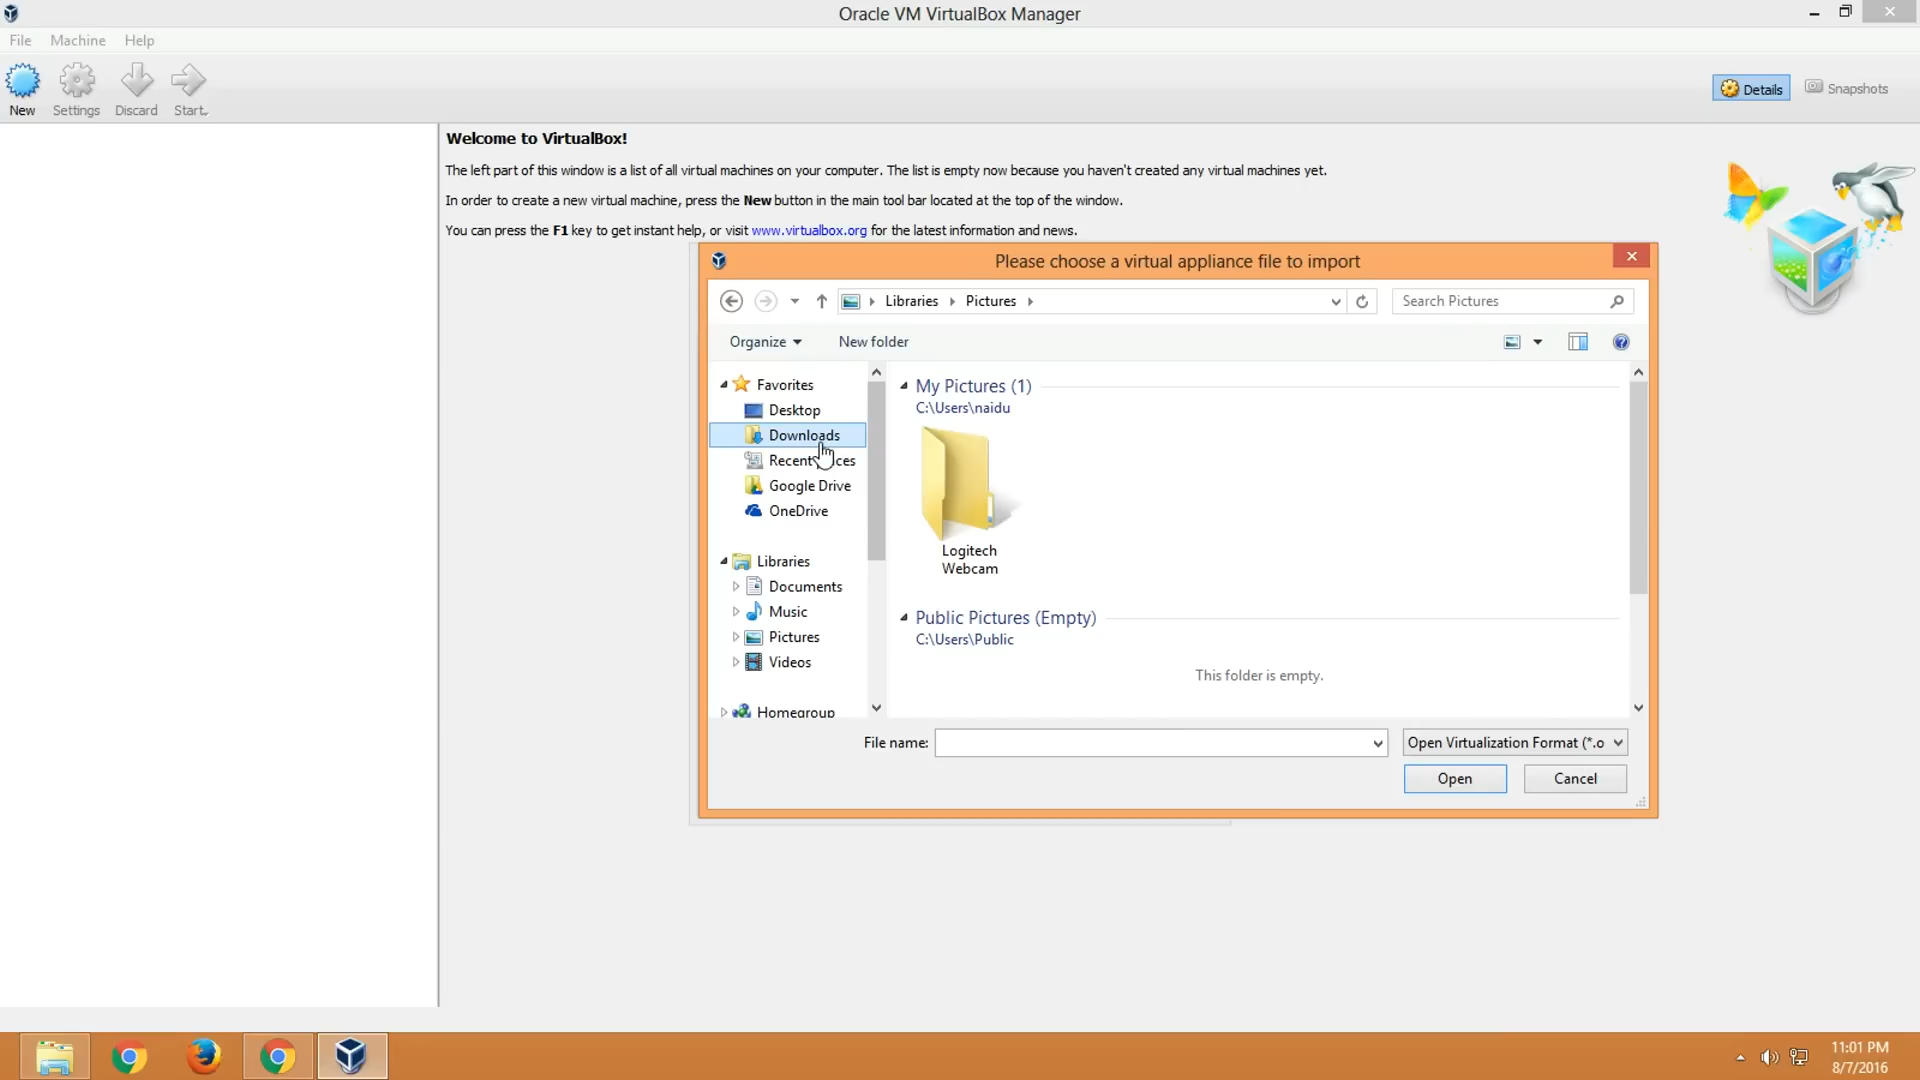 Oracle VM VirtualBox Manager
File Machine Help
New Settings Discard Start
Details Snapshots
Welcome to VirtualBox!
The left part of this window is a list of all virtual machines on your computer. The list is empty now because you haven't created any virtual machines yet.
In order to create a new virtual machine, press the New button in the main tool bar located at the top of the window.
You can press the F1 key to get instant help, or visit www.virtualbox.org for the latest information and news.
Please choose a virtual appliance file to import
Libraries Pictures
Search Pictures
Organize New folder
Favorites
Desktop
Downloads
Recent
Google Drive
OneDrive
Libraries
Documents
Music
Pictures
Videos
Homegroup
My Pictures (1)
C:\Users\naidu
Logitech
Webcam
Public Pictures (Empty)
C:\Users\Public
This folder is empty.
File name:
Open Virtualization Format (*.o
Open Cancel
11:01 PM
8/7/2016